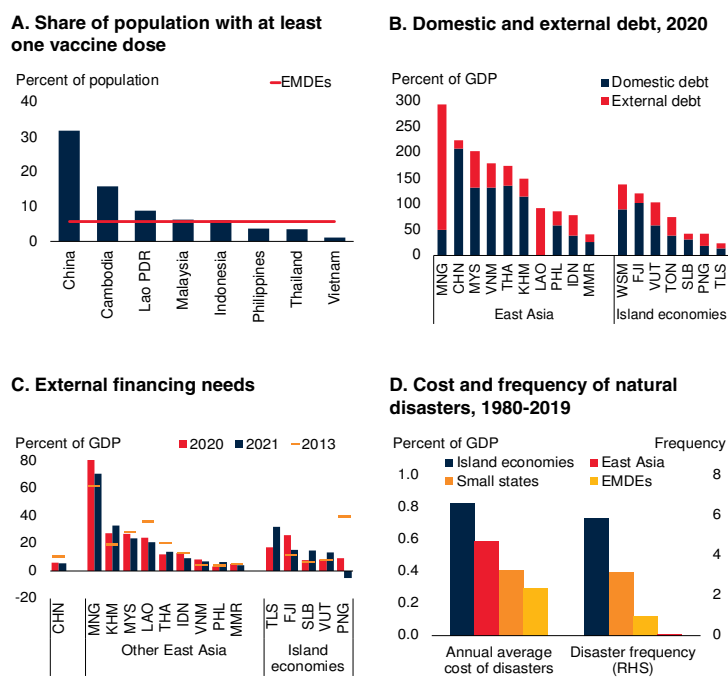 A. Share of population with at least
one vaccine dose
Percent of population
EMDEs
40
30
20
10
0
China
Cambodia
Lao PDR
Malaysia
Indonesia
Philippines
Thailand
Vietnam
B. Domestic and external debt, 2020
Percent of GDP
Domestic debt
External debt
300
250
200
150
100
50
0
MNG
CHN
MYS
VNM
THA
KHM
LAO
PHL
IDN
MMR
WSM
FJI
VUT
TON
SLB
PNG
TLS
East Asia
Island economies
C. External financing needs
Percent of GDP
2020
2021
2013
80
60
40
20
0
-20
CHN
MNG
KHM
MYS
LAO
THA
IDN
VNM
PHL
MMR
TLS
FJI
SLB
VUT
PNG
Other East Asia
Island
economies
D. Cost and frequency of natural
disasters, 1980-2019
Percent of GDP
Frequency
Island economies
East Asia
Small states
EMDEs
1.0
0.8
0.6
0.4
0.2
0.0
8
6
4
2
0
Annual average
cost of disasters
Disaster frequency
(RHS)